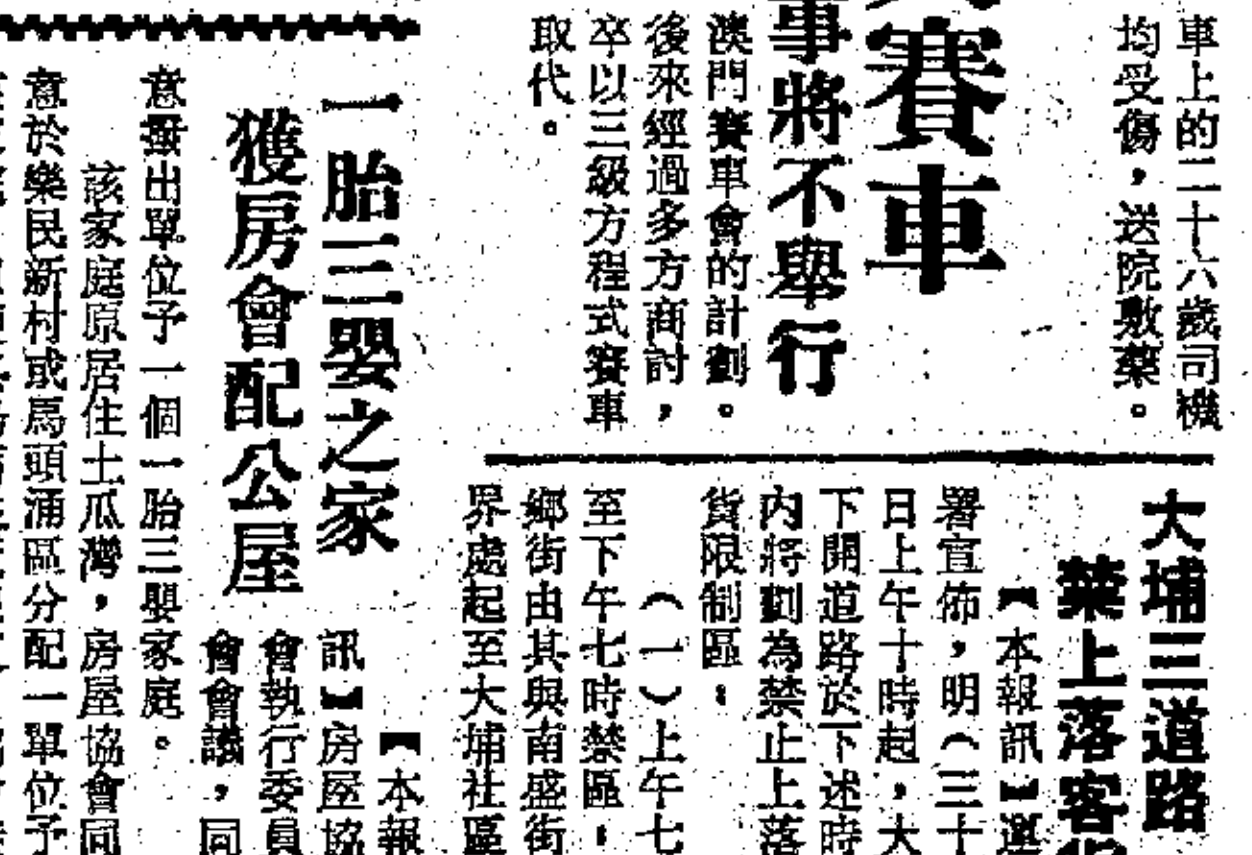 車上的二十六歲司機
均受傷，送院敷藥。
賽車
事將不舉行
澳門賽車會的計劃。
後來經過多方商討，
卒以三級方程式賽車
取代。
大埔三道路
禁上落客
【本報訊】運
署宣佈，明（三十
日上午十時起，大
下開道路於下述時
內將劃為禁止上落
貨限制區：
（一）上午七
至下午七時禁區：
鄉街由其與南盛街
界處起至大埔社區
一胎三嬰之家
獲房會配公屋
【本報
訊】房屋協
會執行委員
會會議，同
意撥出單位予一個一胎三嬰家庭。
該家庭原居住土瓜灣，房屋協會同
意於樂民新村或馬頭涌區分配一單位予